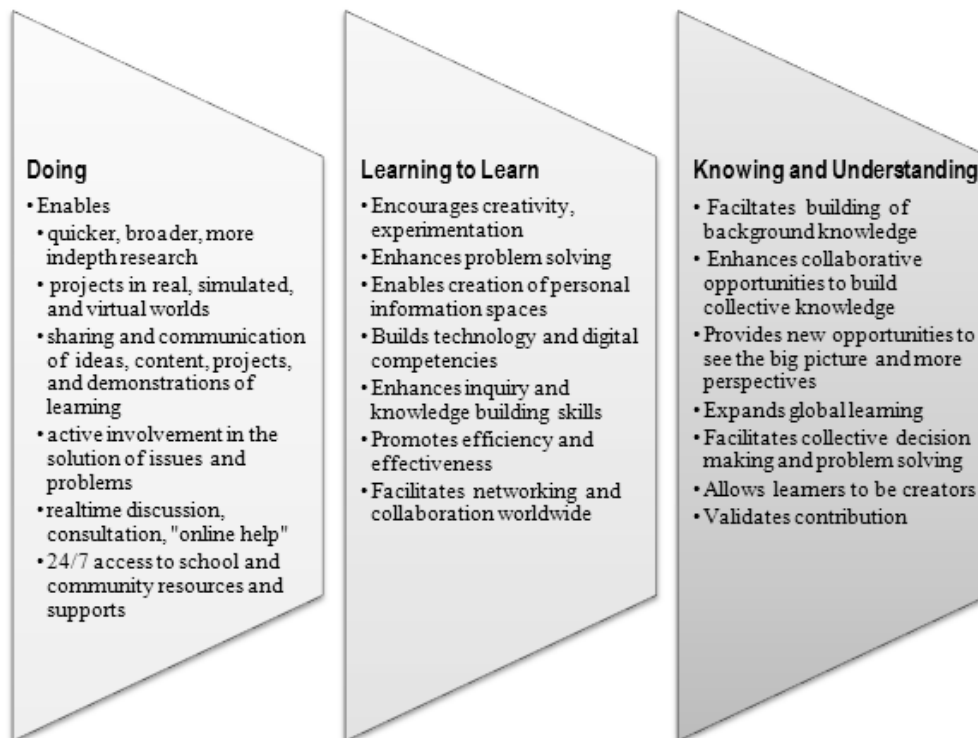 Doing
• Enables
• quicker, broader, more
indepth research
• projects in real, simulated,
and virtual worlds
• sharing and communication
of ideas, content, projects,
and demonstrations of
learning
• active involvement in the
solution of issues and
problems
• realtime discussion,
consultation, "online help"
• 24/7 access to school and
community resources and
supports
Learning to Learn
• Encourages creativity,
experimentation
• Enhances problem solving
• Enables creation of personal
information spaces
• Builds technology and digital
competencies
• Enhances inquiry and
knowledge building skills
• Promotes efficiency and
effectiveness
• Facilitates networking and
collaboration worldwide
Knowing and Understanding
• Faciltates building of
background knowledge
• Enhances collaborative
opportunities to build
collective knowledge
• Provides new opportunities to
see the big picture and more
perspectives
• Expands global learning
• Facilitates collective decision
making and problem solving
• Allows learners to be creators
• Validates contribution